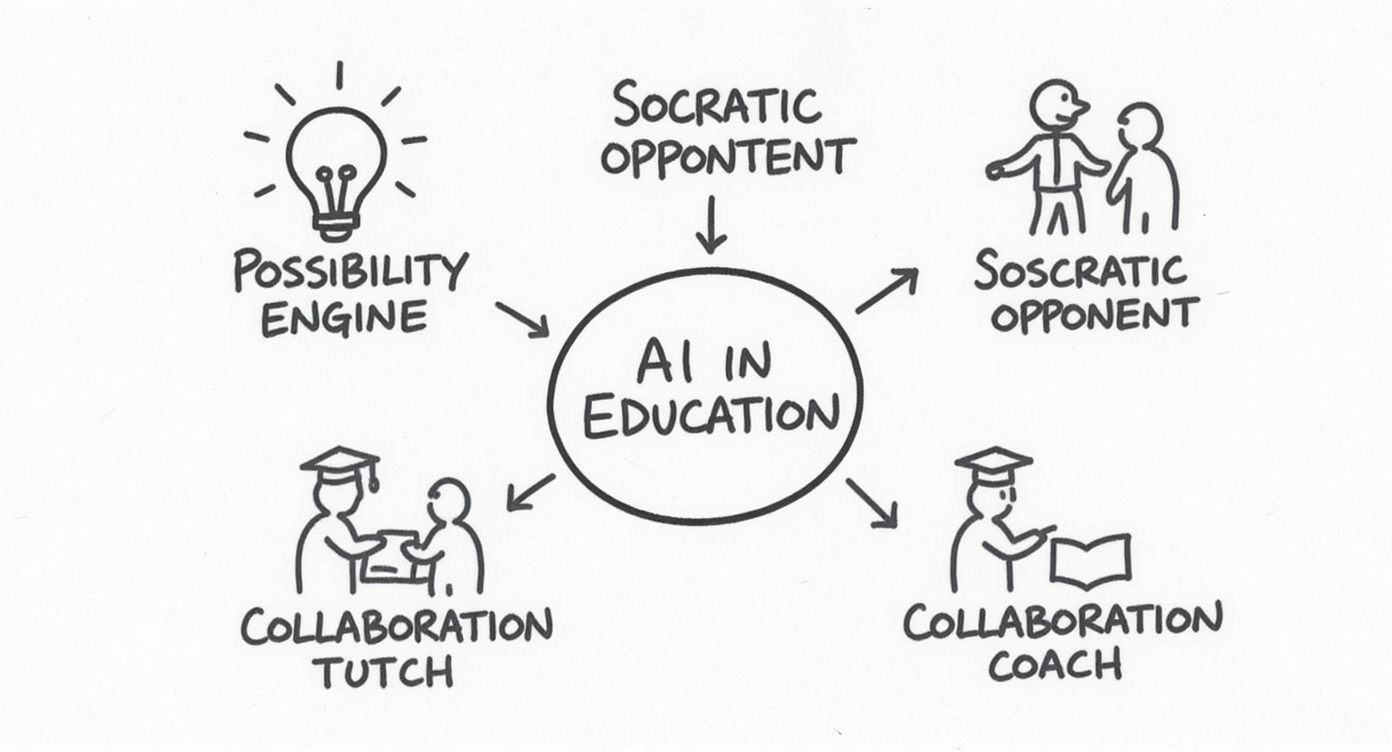 SOCRATIC
OPPONTENT
POSSIBILITY
ENGINE
SOSCRATIC
OPPONENT
AI IN
EDUCATION
COLLABORATION
TUTCH
COLLABORATION
COACH